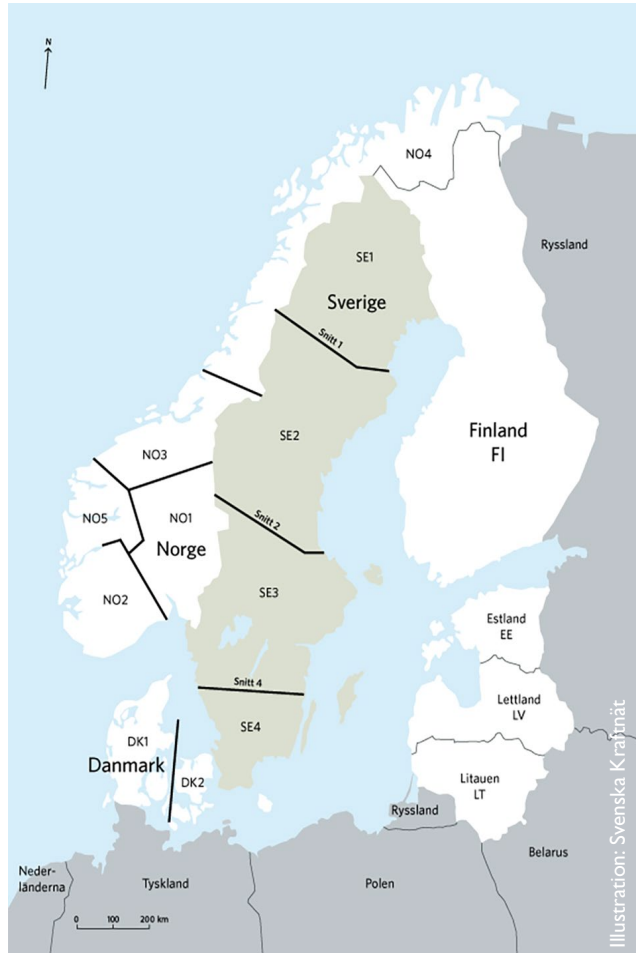 N
NO4
Ryssland
SE1
Sverige
Snitt 1
SE2
Finland
FI
NO3
NO5
NO1
Snitt 2
Norge
NO2
SE3
Estland
EE
Snitt 4
Lettland
LV
SE4
DK1
Danmark
DK2
Litauen
LT
Ryssland
Belarus
Neder-
länderna
Tyskland
Polen
0 100 200 km
Illustration: Svenska Kraftnät